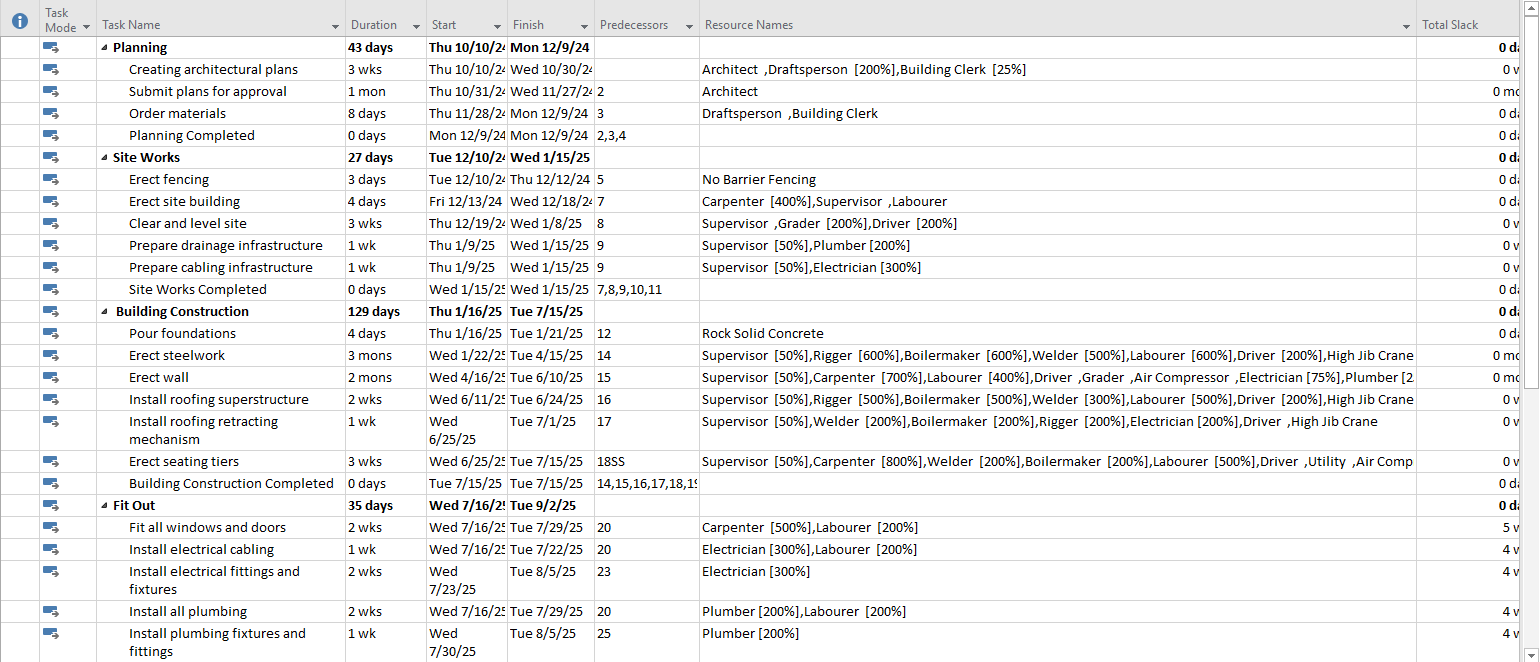 Task Mode Task Name Duration Start Finish Predecessors Resource Names Total Slack
Planning 43 days Thu 10/10/24 Mon 12/9/24 0 da
Creating architectural plans 3 wks Thu 10/10/24 Wed 10/30/24 Architect ,Draftsperson [200%],Building Clerk [25%] 0 w
Submit plans for approval 1 mon Thu 10/31/24 Wed 11/27/24 2 Architect 0 mo
Order materials 8 days Thu 11/28/24 Mon 12/9/24 3 Draftsperson ,Building Clerk 0 da
Planning Completed 0 days Mon 12/9/24 Mon 12/9/24 2,3,4 0 da
Site Works 27 days Tue 12/10/24 Wed 1/15/25 0 da
Erect fencing 3 days Tue 12/10/24 Thu 12/12/24 5 No Barrier Fencing 0 da
Erect site building 4 days Fri 12/13/24 Wed 12/18/24 7 Carpenter [400%],Supervisor ,Labourer 0 da
Clear and level site 3 wks Thu 12/19/24 Wed 1/8/25 8 Supervisor ,Grader [200%],Driver [200%] 0 w
Prepare drainage infrastructure 1 wk Thu 1/9/25 Wed 1/15/25 9 Supervisor [50%],Plumber [200%] 0 w
Prepare cabling infrastructure 1 wk Thu 1/9/25 Wed 1/15/25 9 Supervisor [50%],Electrician [300%] 0 w
Site Works Completed 0 days Wed 1/15/25 Wed 1/15/25 7,8,9,10,11 0 da
Building Construction 129 days Thu 1/16/25 Tue 7/15/25 0 da
Pour foundations 4 days Thu 1/16/25 Tue 1/21/25 12 Rock Solid Concrete 0 da
Erect steelwork 3 mons Wed 1/22/25 Tue 4/15/25 14 Supervisor [50%],Rigger [600%],Boilermaker [600%],Welder [500%],Labourer [600%],Driver [200%],High Jib Crane 0 mo
Erect wall 2 mons Wed 4/16/25 Tue 6/10/25 15 Supervisor [50%],Carpenter [700%],Labourer [400%],Driver ,Grader ,Air Compressor ,Electrician [75%],Plumber [2 0 mo
Install roofing superstructure 2 wks Wed 6/11/25 Tue 6/24/25 16 Supervisor [50%],Rigger [500%],Boilermaker [500%],Welder [300%],Labourer [500%],Driver [200%],High Jib Crane 0 w
Install roofing retracting mechanism 1 wk Wed 6/25/25 Tue 7/1/25 17 Supervisor [50%],Welder [200%],Boilermaker [200%],Rigger [200%],Electrician [200%],Driver ,High Jib Crane 0 w
Erect seating tiers 3 wks Wed 6/25/25 Tue 7/15/25 18SS Supervisor [50%],Carpenter [800%],Welder [200%],Boilermaker [200%],Labourer [500%],Driver ,Utility ,Air Comp 0 w
Building Construction Completed 0 days Tue 7/15/25 Tue 7/15/25 14,15,16,17,18,19 0 da
Fit Out 35 days Wed 7/16/25 Tue 9/2/25 0 da
Fit all windows and doors 2 wks Wed 7/16/25 Tue 7/29/25 20 Carpenter [500%],Labourer [200%] 5 w
Install electrical cabling 1 wk Wed 7/16/25 Tue 7/22/25 20 Electrician [300%],Labourer [200%] 4 w
Install electrical fittings and fixtures 2 wks Wed 7/23/25 Tue 8/5/25 23 Electrician [300%] 4 w
Install all plumbing 2 wks Wed 7/16/25 Tue 7/29/25 20 Plumber [200%],Labourer [200%] 4 w
Install plumbing fixtures and fittings 1 wk Wed 7/30/25 Tue 8/5/25 25 Plumber [200%] 4 w